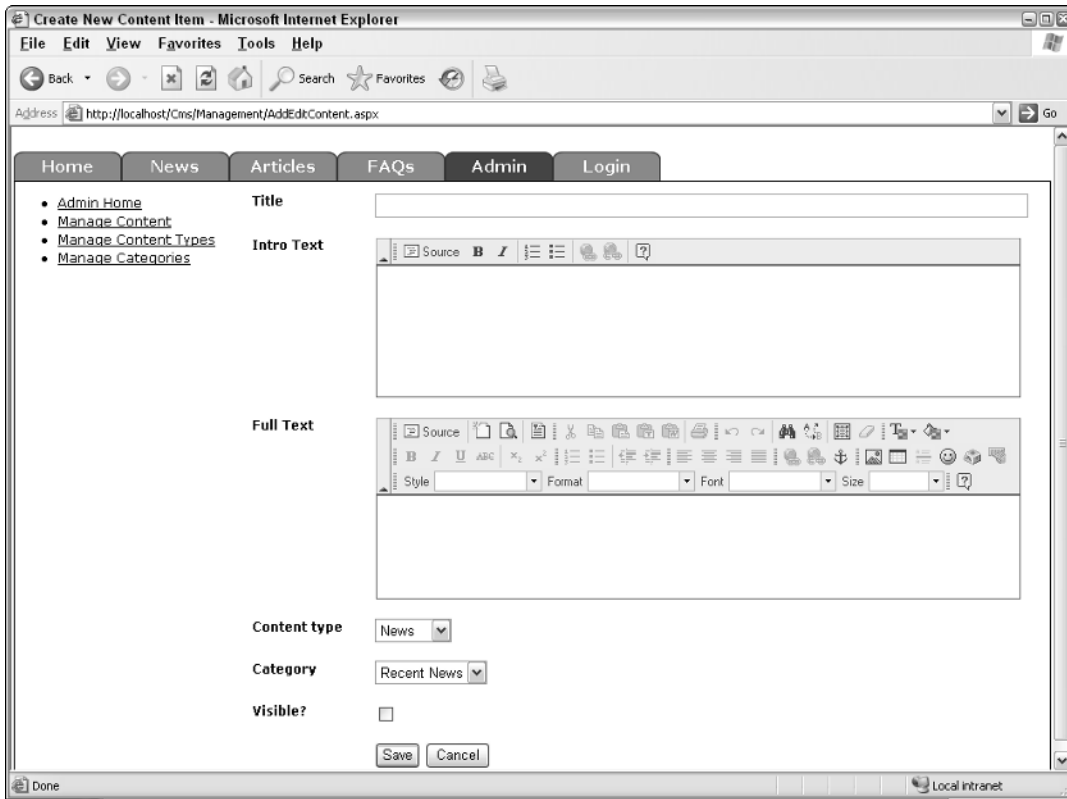 Create New Content Item - Microsoft Internet Explorer
File Edit View Favorites Tools Help
Back Search Favorites
Address http://localhost/Cms/Management/AddEditContent.aspx Go
Home News Articles FAQs Admin Login
Admin Home
Manage Content
Manage Content Types
Manage Categories
Title
Intro Text
Source B I
Full Text
Source
B I U ABC x₂ x²
Style Format Font Size
Content type
News
Category
Recent News
Visible?
Save Cancel
Done Local intranet